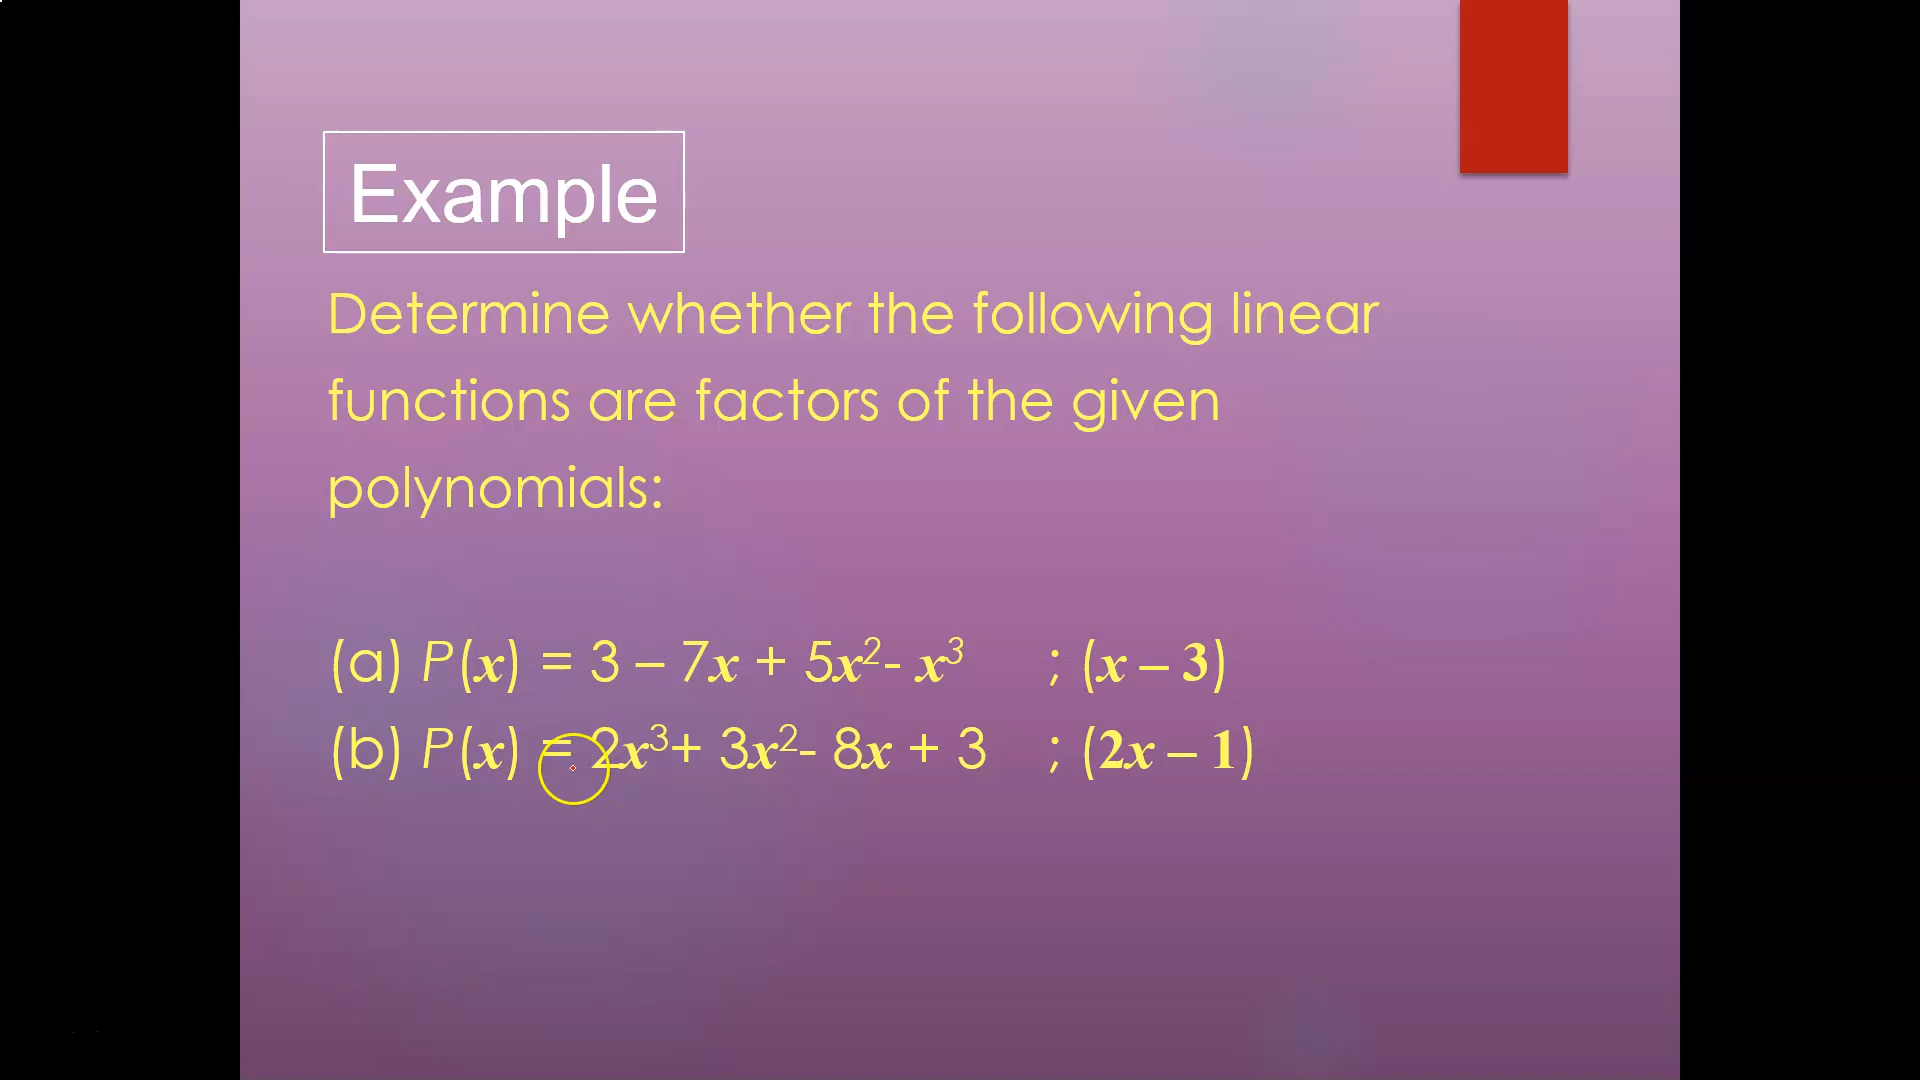 Example
Determine whether the following linear
functions are factors of the given
polynomials:
(a) P(x) = 3 – 7x + 5x²- x³ ; (x – 3)
(b) P(x) = 2x³+ 3x²- 8x + 3 ; (2x – 1)